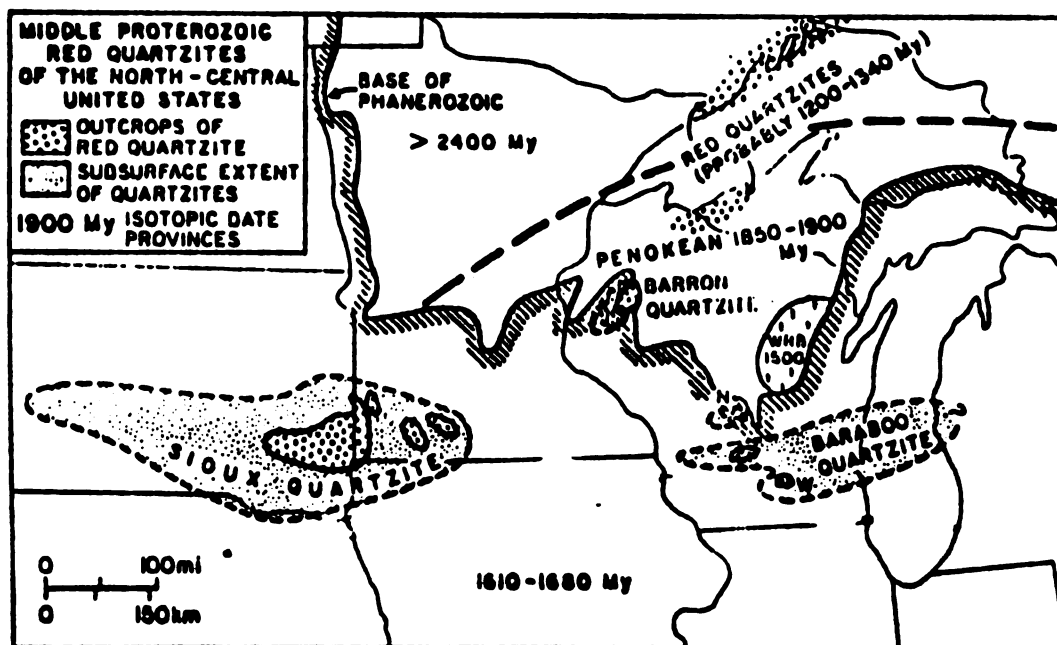 MIDDLE PROTEROZOIC
RED QUARTZITES
OF THE NORTH-CENTRAL
UNITED STATES
OUTCROPS OF
RED QUARTZITE
SUBSURFACE EXTENT
OF QUARTZITES
1900 My ISOTOPIC DATE
PROVINCES
BASE OF
PHANEROZOIC
> 2400 My
RED QUARTZITES
(PROBABLY 1200-1340 My)
PENOKEAN 1850-1900
My
BARRON
QUARTZITE
WHR
1500
N
SIOUX QUARTZITE
?
BARABOO
QUARTZITE
W
0 100mi
0 150km
1610-1680 My